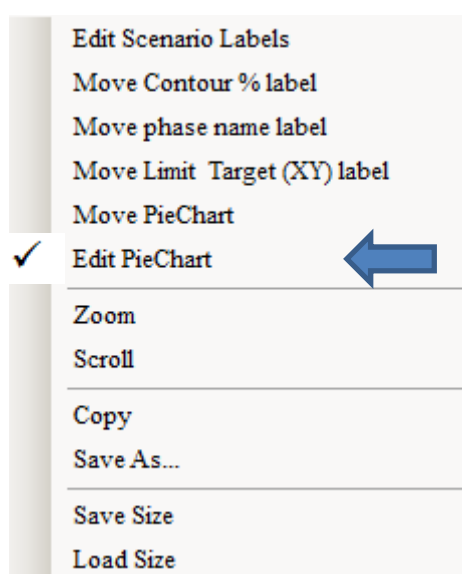 Edit Scenario Labels
Move Contour % label
Move phase name label
Move Limit  Target (XY) label
Move PieChart
Edit PieChart
Zoom
Scroll
Copy
Save As...
Save Size
Load Size